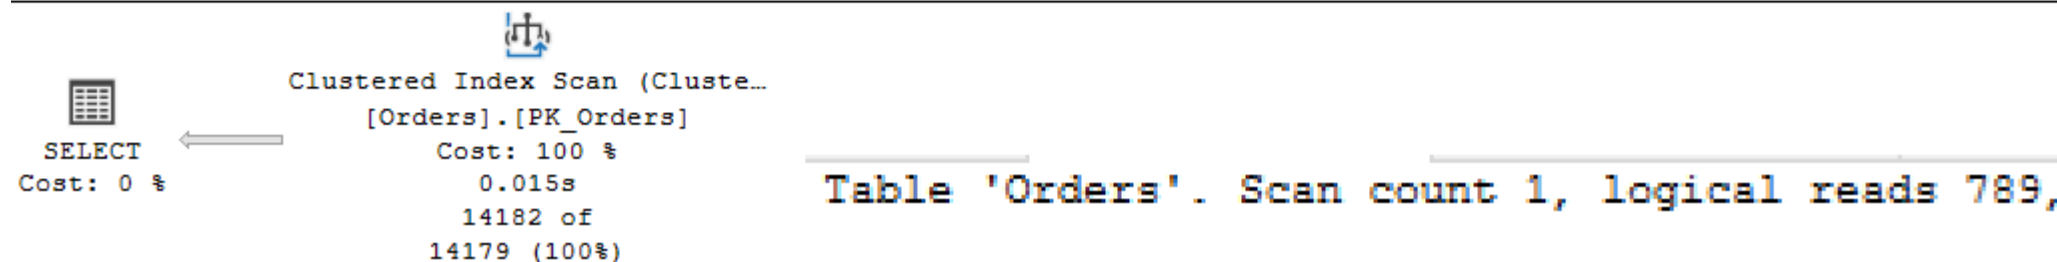 Clustered Index Scan (Cluste…
[Orders].[PK_Orders]
Cost: 100 %
0.015s
14182 of
14179 (100%)
SELECT
Cost: 0 %
Table 'Orders'. Scan count 1, logical reads 789,